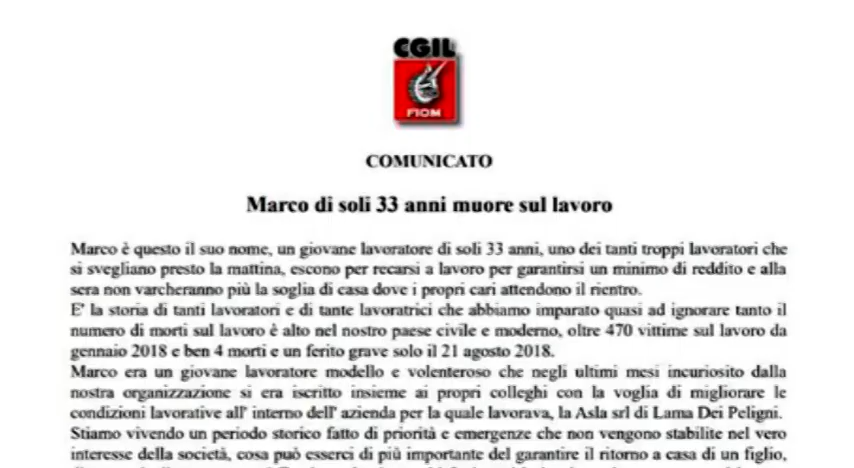 CGIL
FIOM
COMUNICATO
Marco di soli 33 anni muore sul lavoro
Marco è questo il suo nome, un giovane lavoratore di soli 33 anni, uno dei tanti troppi lavoratori che
si svegliano presto la mattina, escono per recarsi a lavoro per garantirsi un minimo di reddito e alla
sera non varcheranno più la soglia di casa dove i propri cari attendono il rientro.
E' la storia di tanti lavoratori e di tante lavoratrici che abbiamo imparato quasi ad ignorare tanto il
numero di morti sul lavoro è alto nel nostro paese civile e moderno, oltre 470 vittime sul lavoro da
gennaio 2018 e ben 4 morti e un ferito grave solo il 21 agosto 2018.
Marco era un giovane lavoratore modello e volenteroso che negli ultimi mesi incuriosito dalla
nostra organizzazione si era iscritto insieme ai propri colleghi con la voglia di migliorare le
condizioni lavorative all' interno dell' azienda per la quale lavorava, la Asla srl di Lama Dei Peligni.
Stiamo vivendo un periodo storico fatto di priorità e emergenze che non vengono stabilite nel vero
interesse della società, cosa può esserci di più importante del garantire il ritorno a casa di un figlio,